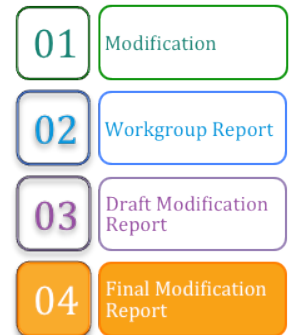 01
Modification
02
Workgroup Report
03
Draft Modification
Report
04
Final Modification
Report